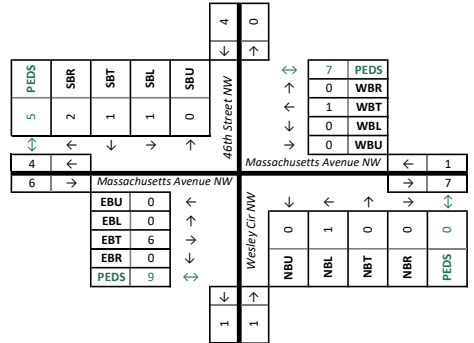 4 0
↓ ↑
PEDS SBR SBT SBL SBU
5 2 1 1 0
↕ ← ↓ → ↑
46th Street NW
↔ 7 PEDS
↑ 0 WBR
← 1 WBT
↓ 0 WBL
→ 0 WBU
4 ←
6 →
Massachusetts Avenue NW
Massachusetts Avenue NW
← 1
→ 7
EBU 0 ←
EBL 0 ↑
EBT 6 →
EBR 0 ↓
PEDS 9 ↔
Wesley Cir NW
↓ ← ↑ → ↕
0 1 0 0 0
NBU NBL NBT NBR PEDS
↓ ↑
1 1